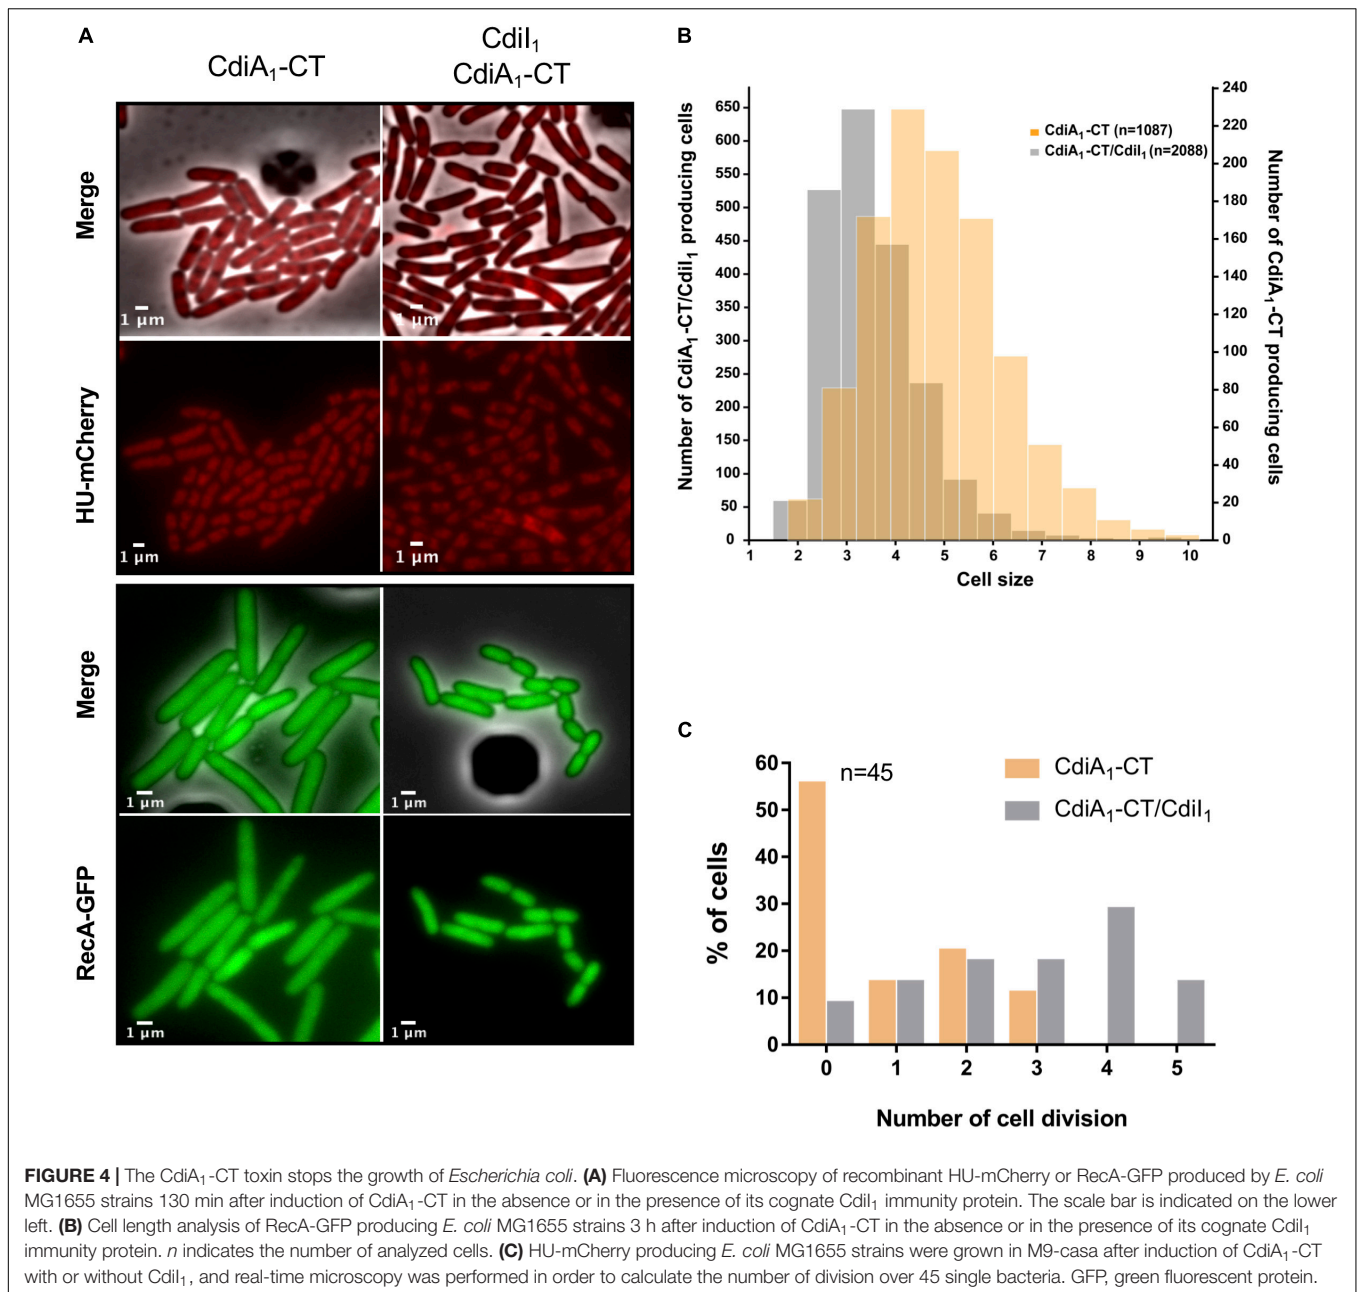 A
CdiA1-CT
CdiI1
CdiA1-CT
Merge
1 µm
1 µm
HU-mCherry
1 µm
1 µm
Merge
1 µm
1 µm
RecA-GFP
1 µm
1 µm
B
Number of CdiA1-CT/CdiI1 producing cells
650
600
550
500
450
400
350
300
250
200
150
100
50
0
CdiA1-CT (n=1087)
CdiA1-CT/CdiI1 (n=2088)
240
220
200
180
160
140
120
100
80
60
40
20
0
Number of CdiA1-CT producing cells
1 2 3 4 5 6 7 8 9 10
Cell size
C
% of cells
60
50
40
30
20
10
0
n=45
CdiA1-CT
CdiA1-CT/CdiI1
0 1 2 3 4 5
Number of cell division
FIGURE 4 | The CdiA1-CT toxin stops the growth of Escherichia coli. (A) Fluorescence microscopy of recombinant HU-mCherry or RecA-GFP produced by E. coli
MG1655 strains 130 min after induction of CdiA1-CT in the absence or in the presence of its cognate CdiI1 immunity protein. The scale bar is indicated on the lower
left. (B) Cell length analysis of RecA-GFP producing E. coli MG1655 strains 3 h after induction of CdiA1-CT in the absence or in the presence of its cognate CdiI1
immunity protein. n indicates the number of analyzed cells. (C) HU-mCherry producing E. coli MG1655 strains were grown in M9-casa after induction of CdiA1-CT
with or without CdiI1, and real-time microscopy was performed in order to calculate the number of division over 45 single bacteria. GFP, green fluorescent protein.